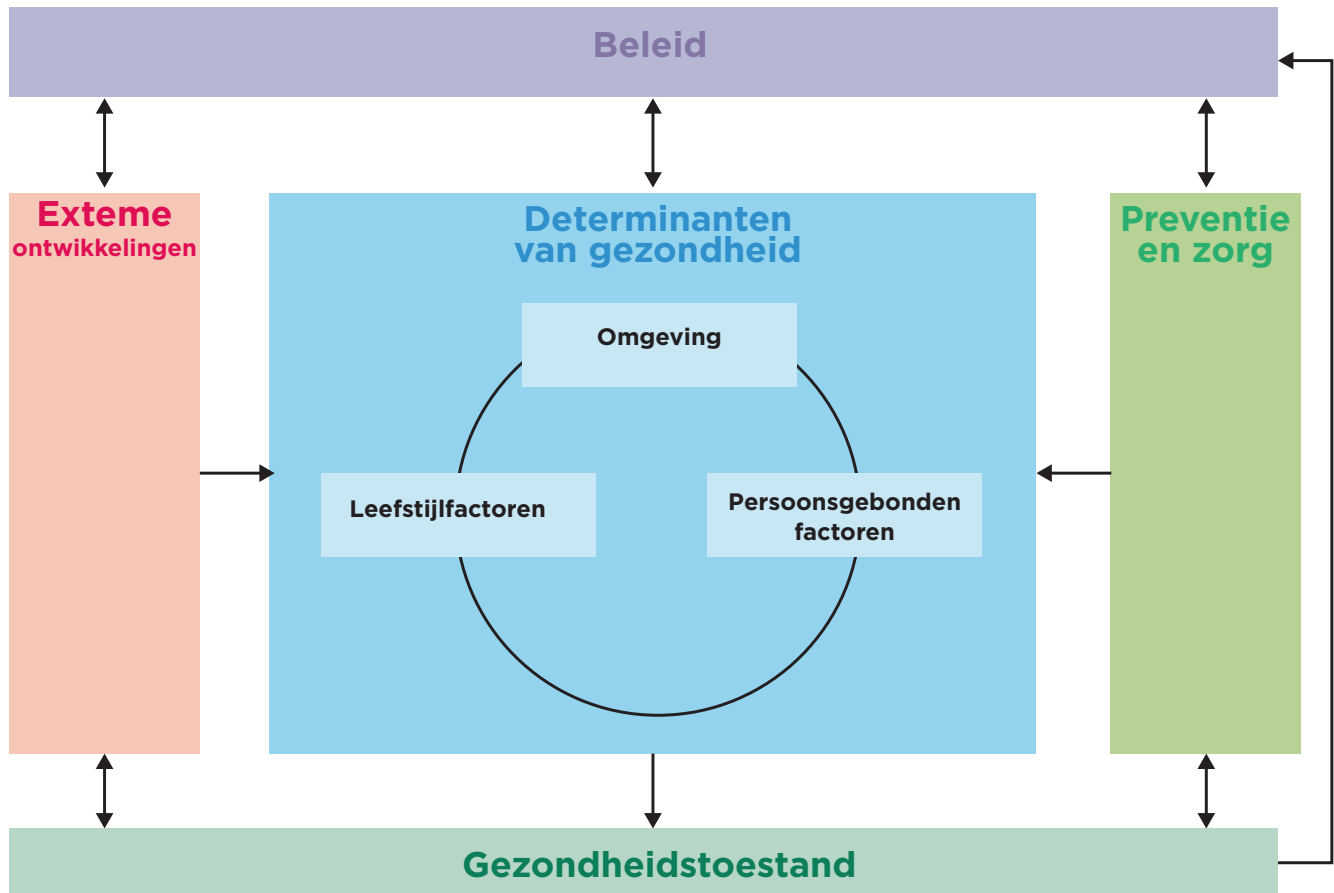 Beleid
Exteme
ontwikkelingen
Determinanten
van gezondheid
Preventie
en zorg
Omgeving
Leefstijlfactoren
Persoonsgebonden
factoren
Gezondheidstoestand